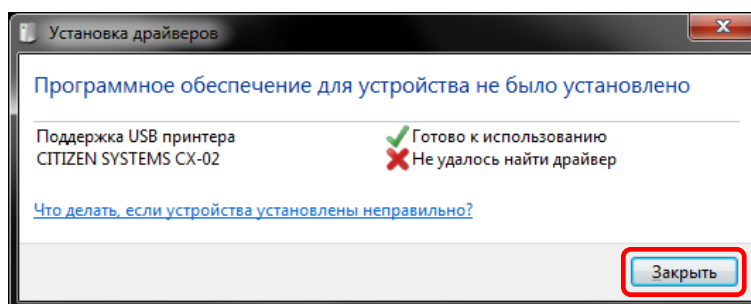 Установка драйверов
Программное обеспечение для устройства не было установлено
Поддержка USB принтера Готово к использованию
CITIZEN SYSTEMS CX-02 Не удалось найти драйвер
Что делать, если устройства установлены неправильно?
Закрыть